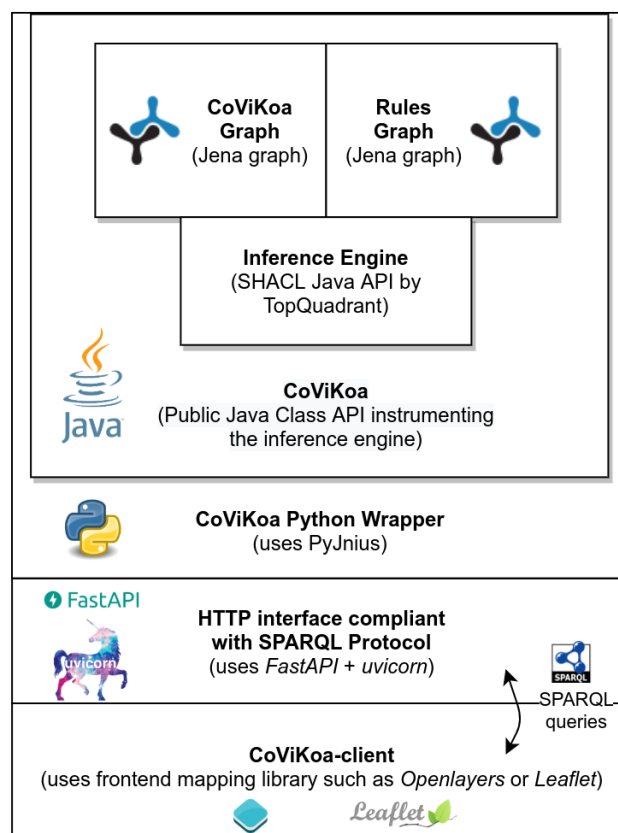 CoViKoa
Graph
(Jena graph)
Rules
Graph
(Jena graph)
Inference Engine
(SHACL Java API by
TopQuadrant)
Java
CoViKoa
(Public Java Class API instrumenting
the inference engine)
CoViKoa Python Wrapper
(uses PyJnius)
FastAPI
uvicorn
HTTP interface compliant
with SPARQL Protocol
(uses FastAPI + uvicorn)
SPARQL
SPARQL
queries
CoViKoa-client
(uses frontend mapping library such as Openlayers or Leaflet)
Leaflet